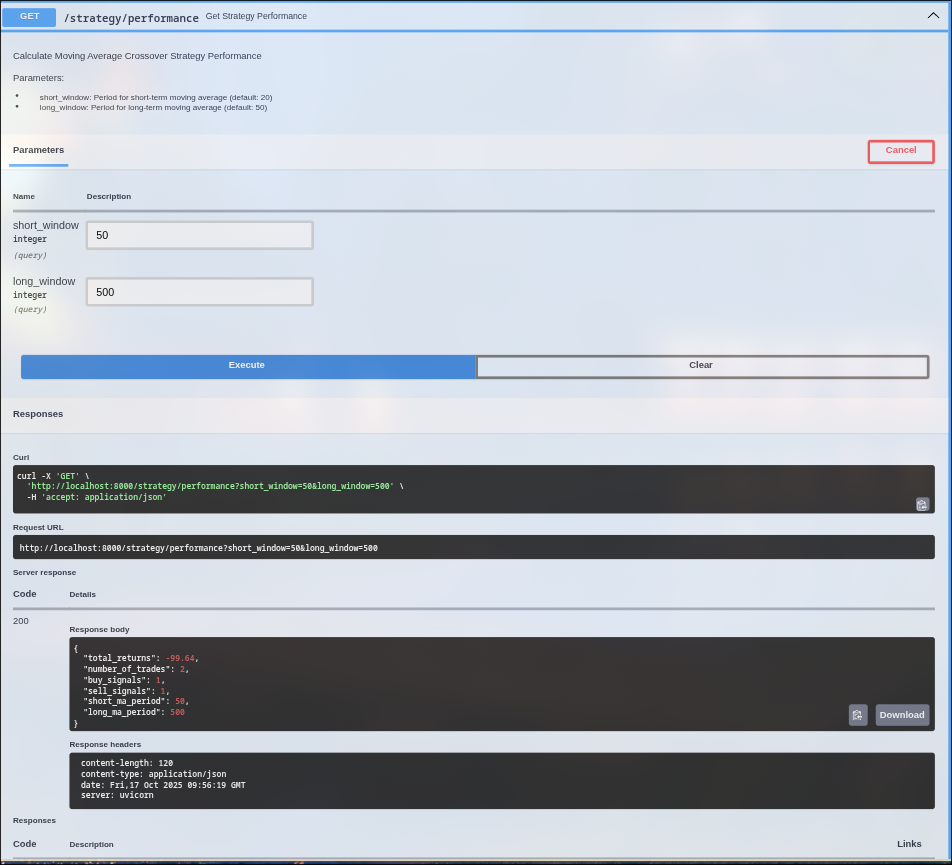 GET /strategy/performance Get Strategy Performance
Calculate Moving Average Crossover Strategy Performance
Parameters:
• short_window: Period for short-term moving average (default: 20)
• long_window: Period for long-term moving average (default: 50)
Parameters
Cancel
Name Description
short_window
integer
(query)
50
long_window
integer
(query)
500
Execute
Clear
Responses
Curl
curl -X 'GET' \
'http://localhost:8000/strategy/performance?short_window=50&long_window=500' \
-H 'accept: application/json'
Request URL
http://localhost:8000/strategy/performance?short_window=50&long_window=500
Server response
Code Details
200
Response body
{
"total_returns": -99.64,
"number_of_trades": 2,
"buy_signals": 1,
"sell_signals": 1,
"short_ma_period": 50,
"long_ma_period": 500
}
Download
Response headers
content-length: 120
content-type: application/json
date: Fri,17 Oct 2025 09:56:19 GMT
server: uvicorn
Responses
Code Description Links